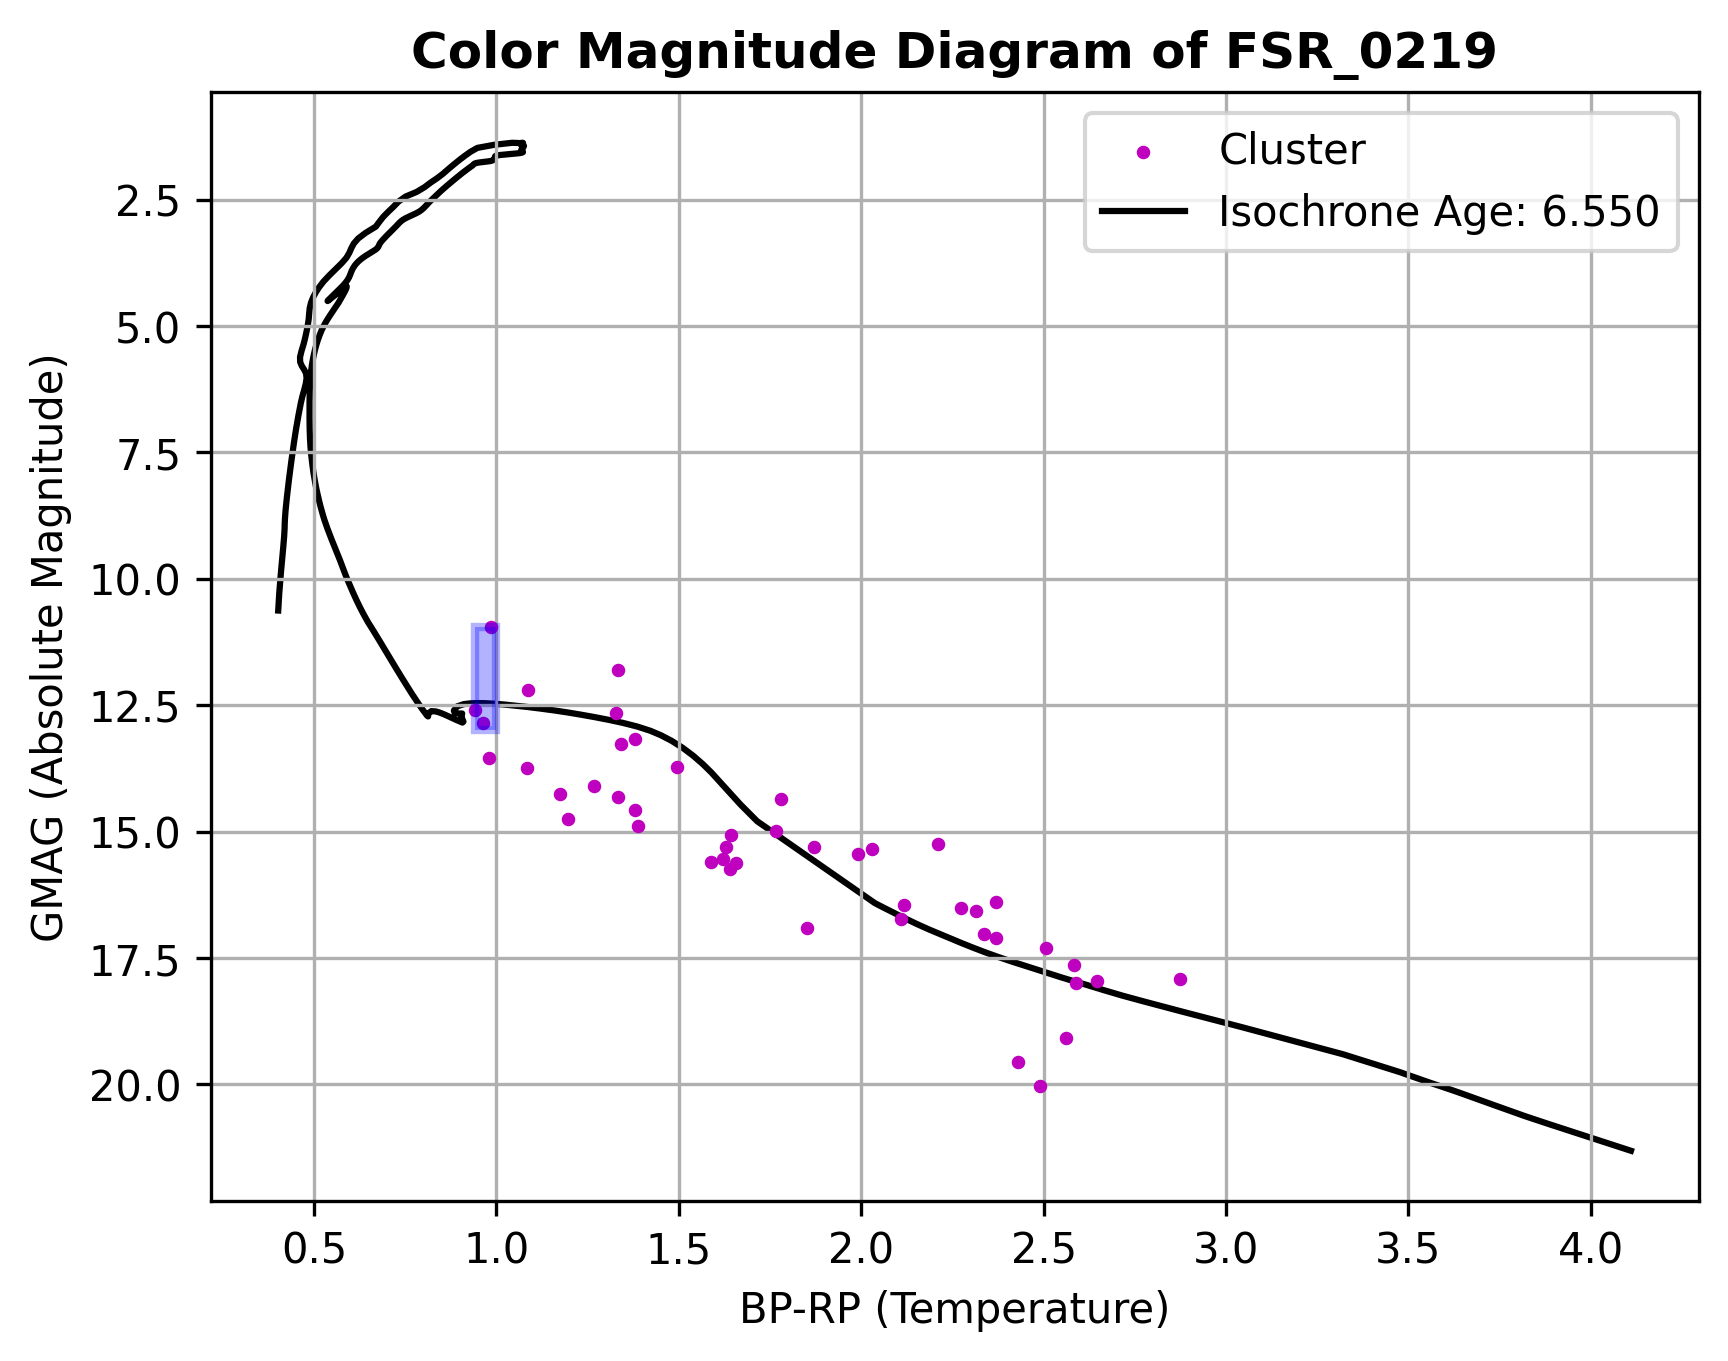 Color Magnitude Diagram of FSR_0219
Cluster
Isochrone Age: 6.550
GMAG (Absolute Magnitude)
2.5
5.0
7.5
10.0
12.5
15.0
17.5
20.0
0.5 1.0 1.5 2.0 2.5 3.0 3.5 4.0
BP-RP (Temperature)